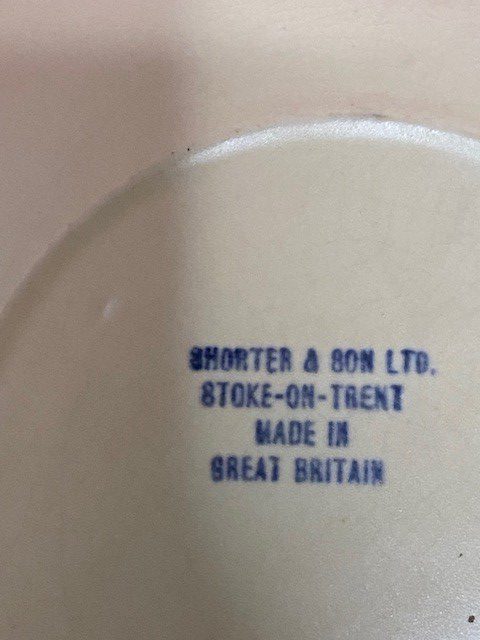 SHORTER & SON LTD.
STOKE-ON-TRENT
MADE IN
GREAT BRITAIN